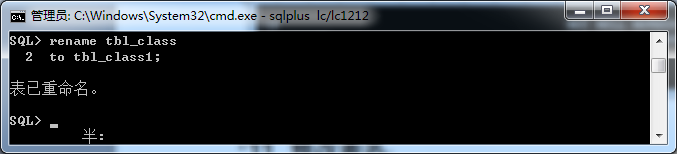 管理员: C:\Windows\System32\cmd.exe - sqlplus  lc/lc1212
SQL> rename tbl_class
  2  to tbl_class1;
表已重命名。
SQL> _
半: